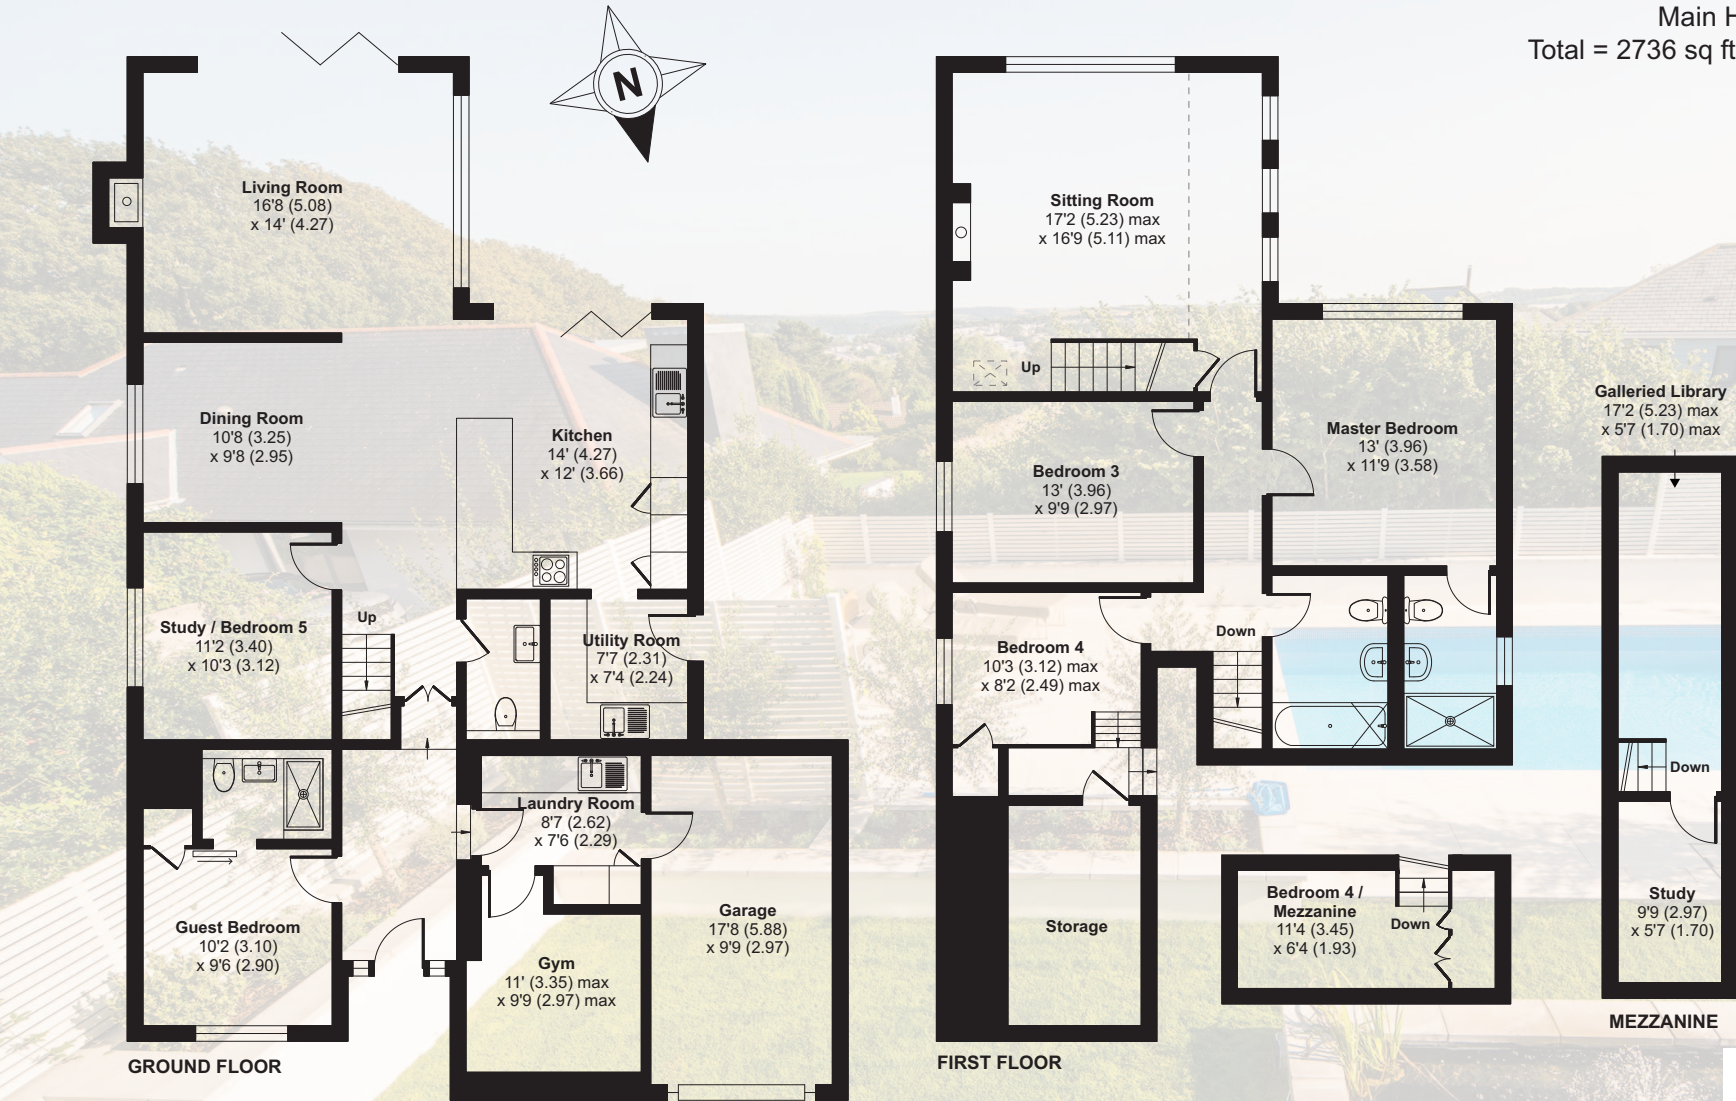 Main H
Total = 2736 sq ft
N
Living Room
16'8 (5.08)
x 14' (4.27)
Dining Room
10'8 (3.25)
x 9'8 (2.95)
Kitchen
14' (4.27)
x 12' (3.66)
Study / Bedroom 5
11'2 (3.40)
x 10'3 (3.12)
Up
Utility Room
7'7 (2.31)
x 7'4 (2.24)
Laundry Room
8'7 (2.62)
x 7'6 (2.29)
Guest Bedroom
10'2 (3.10)
x 9'6 (2.90)
Gym
11' (3.35) max
x 9'9 (2.97) max
Garage
17'8 (5.88)
x 9'9 (2.97)
GROUND FLOOR
Sitting Room
17'2 (5.23) max
x 16'9 (5.11) max
Up
Bedroom 3
13' (3.96)
x 9'9 (2.97)
Master Bedroom
13' (3.96)
x 11'9 (3.58)
Bedroom 4
10'3 (3.12) max
x 8'2 (2.49) max
Down
Storage
FIRST FLOOR
Bedroom 4 /
Mezzanine
11'4 (3.45)
x 6'4 (1.93)
Down
Galleried Library
17'2 (5.23) max
x 5'7 (1.70) max
Down
Study
9'9 (2.97)
x 5'7 (1.70)
MEZZANINE